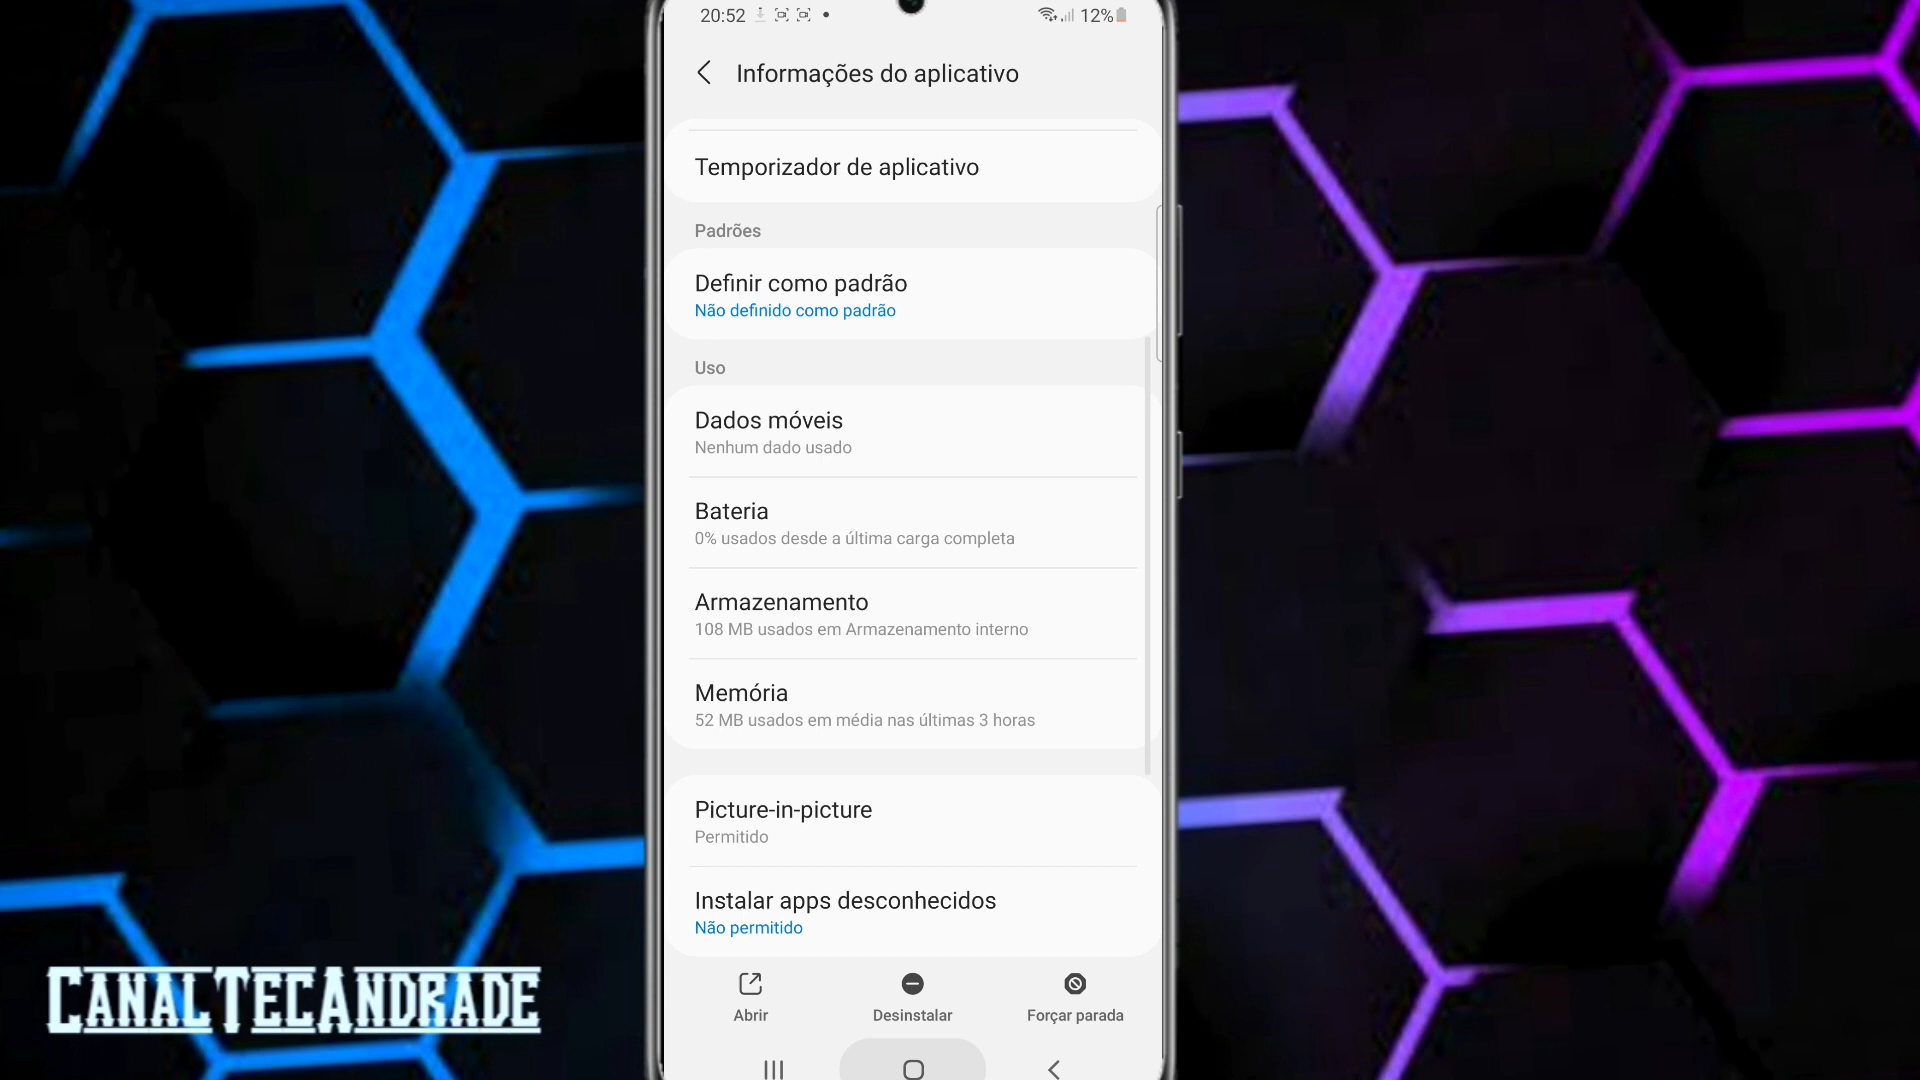 20:52
12%
Informações do aplicativo
Temporizador de aplicativo
Padrões
Definir como padrão
Não definido como padrão
Uso
Dados móveis
Nenhum dado usado
Bateria
0% usados desde a última carga completa
Armazenamento
108 MB usados em Armazenamento interno
Memória
52 MB usados em média nas últimas 3 horas
Picture-in-picture
Permitido
Instalar apps desconhecidos
Não permitido
Abrir
Desinstalar
Forçar parada
CANALTECANDRADE